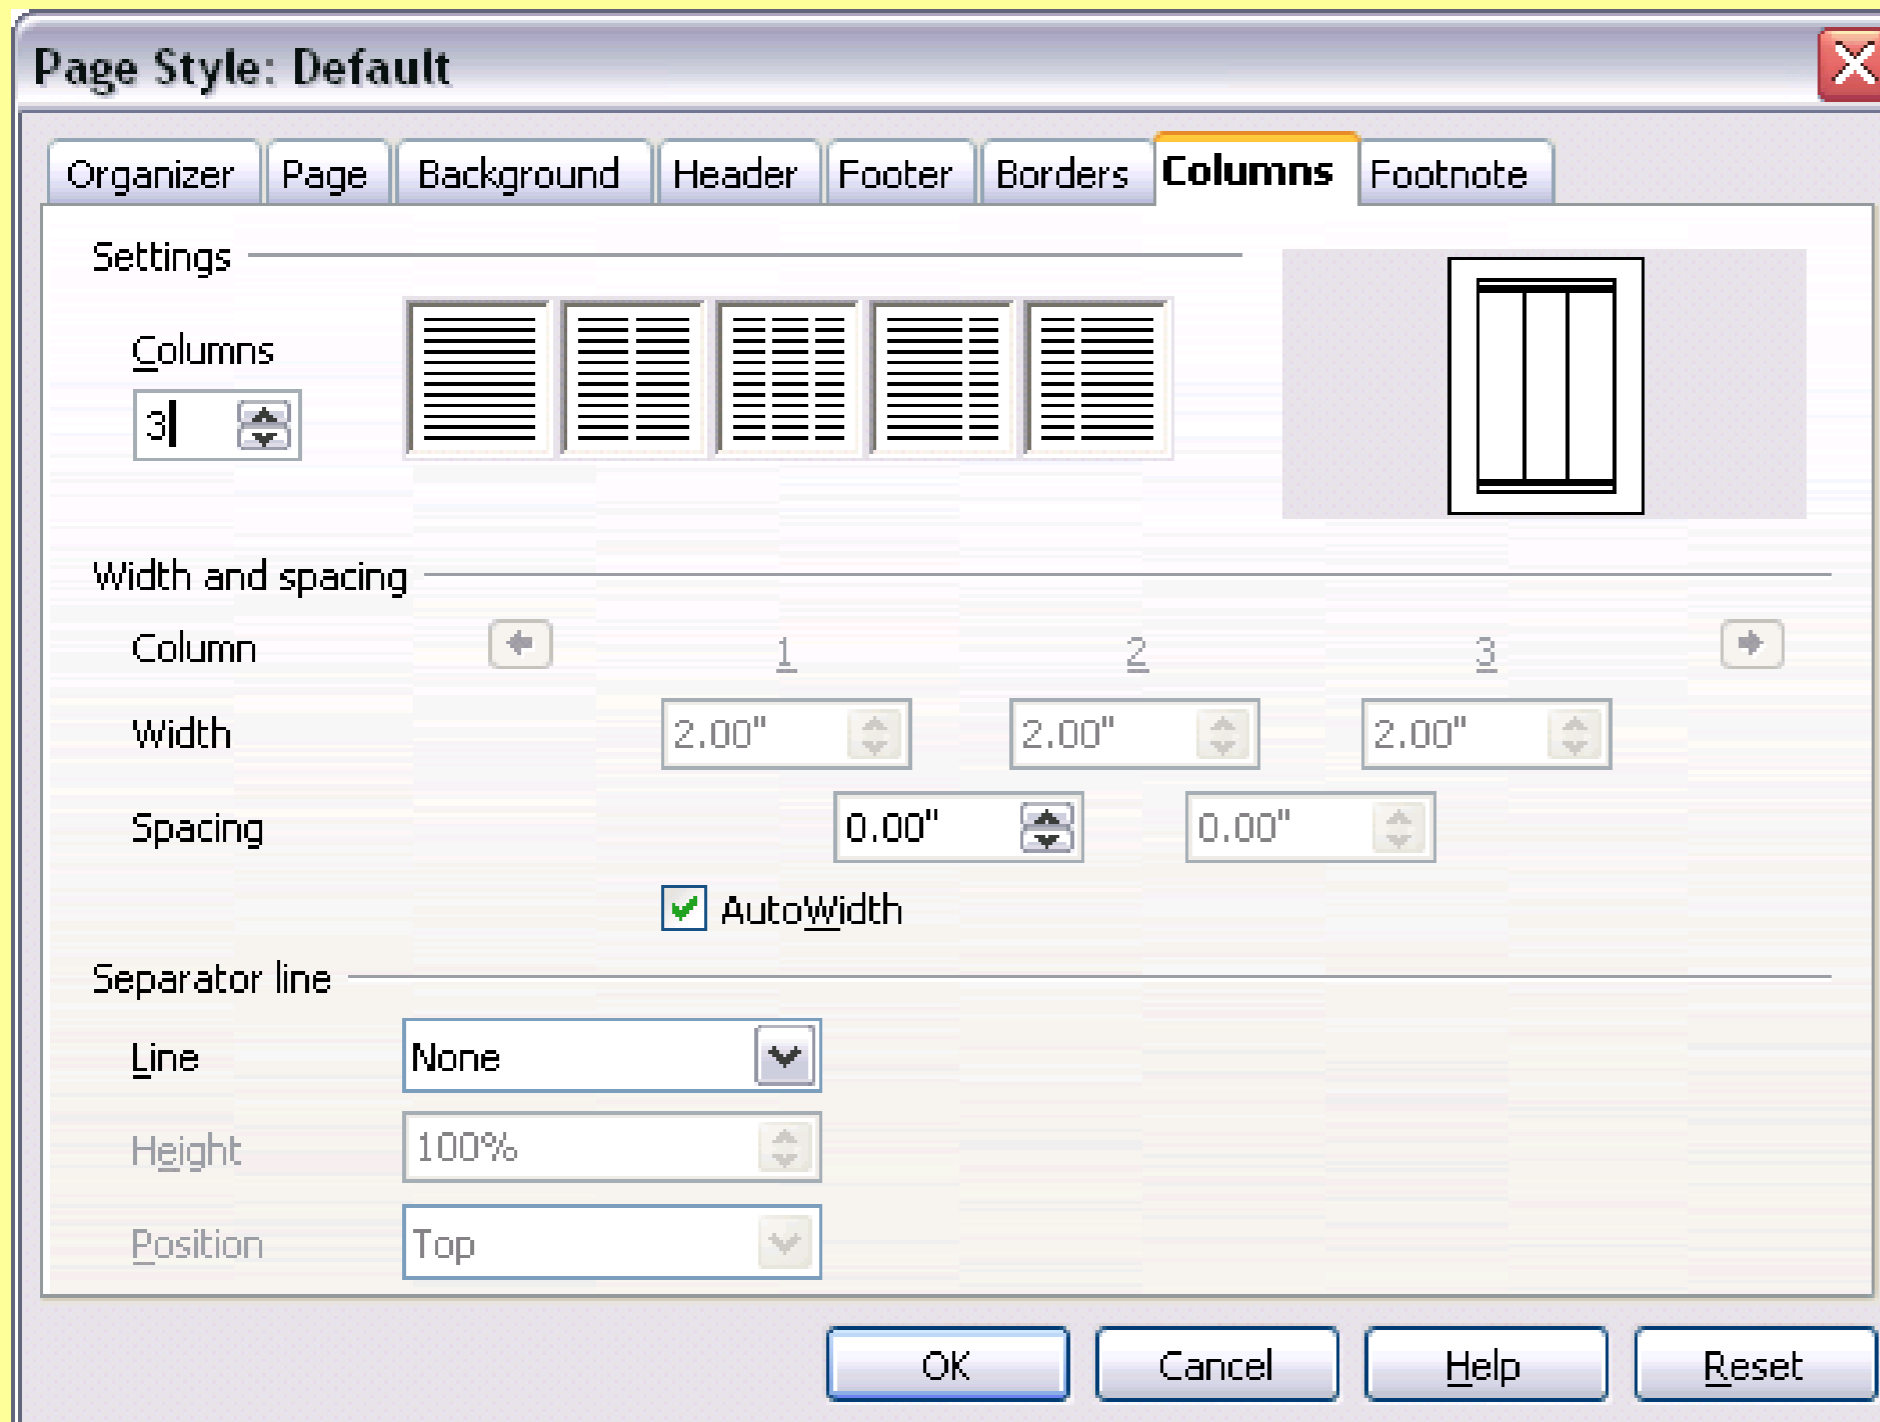 Page Style: Default
Organizer Page Background Header Footer Borders Columns Footnote
Settings
Columns
3
Width and spacing
Column 1 2 3
Width 2.00" 2.00" 2.00"
Spacing 0.00" 0.00"
AutoWidth
Separator line
Line None
Height 100%
Position Top
OK Cancel Help Reset